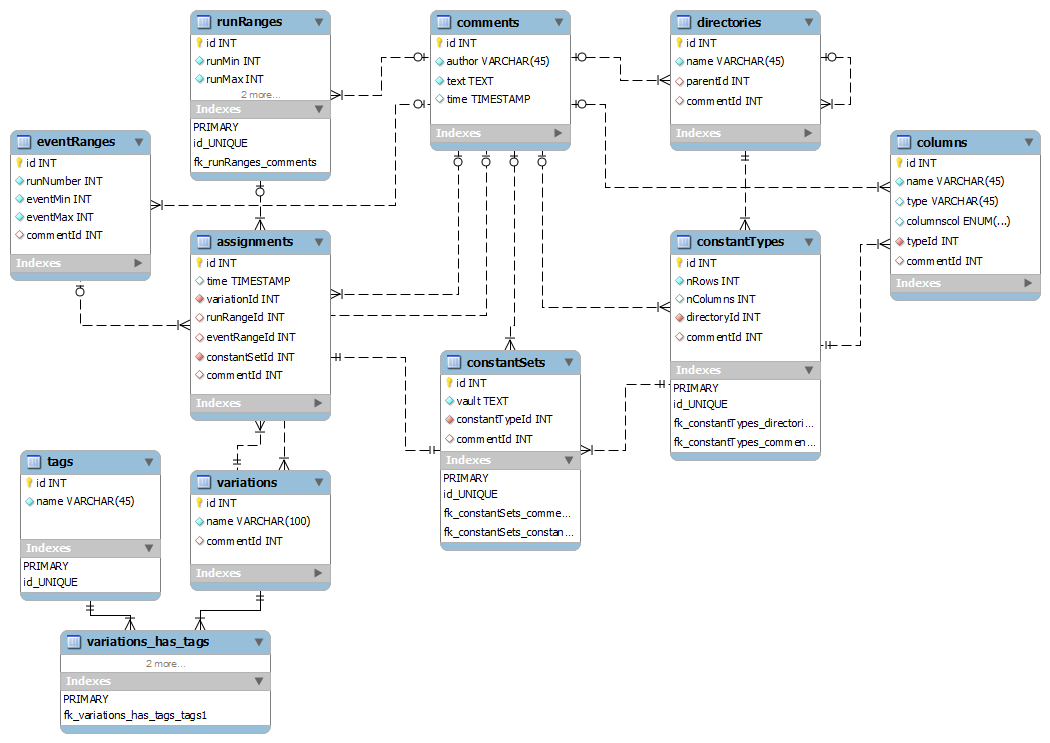 runRanges
id INT
runMin INT
runMax INT
2 more...
Indexes
PRIMARY
id_UNIQUE
fk_runRanges_comments
comments
id INT
author VARCHAR(45)
text TEXT
time TIMESTAMP
Indexes
directories
id INT
name VARCHAR(45)
parentId INT
commentId INT
Indexes
eventRanges
id INT
runNumber INT
eventMin INT
eventMax INT
commentId INT
Indexes
columns
id INT
name VARCHAR(45)
type VARCHAR(45)
columnscol ENUM(...)
typeId INT
commentId INT
Indexes
assignments
id INT
time TIMESTAMP
variationId INT
runRangeId INT
eventRangeId INT
constantSetId INT
commentId INT
Indexes
constantTypes
id INT
nRows INT
nColumns INT
directoryId INT
commentId INT
Indexes
PRIMARY
id_UNIQUE
fk_constantTypes_directori...
fk_constantTypes_commen...
constantSets
id INT
vault TEXT
constantTypeId INT
commentId INT
Indexes
PRIMARY
id_UNIQUE
fk_constantSets_comme...
fk_constantSets_constan...
tags
id INT
name VARCHAR(45)
Indexes
PRIMARY
id_UNIQUE
variations
id INT
name VARCHAR(100)
commentId INT
Indexes
variations_has_tags
2 more...
Indexes
PRIMARY
fk_variations_has_tags_tags1